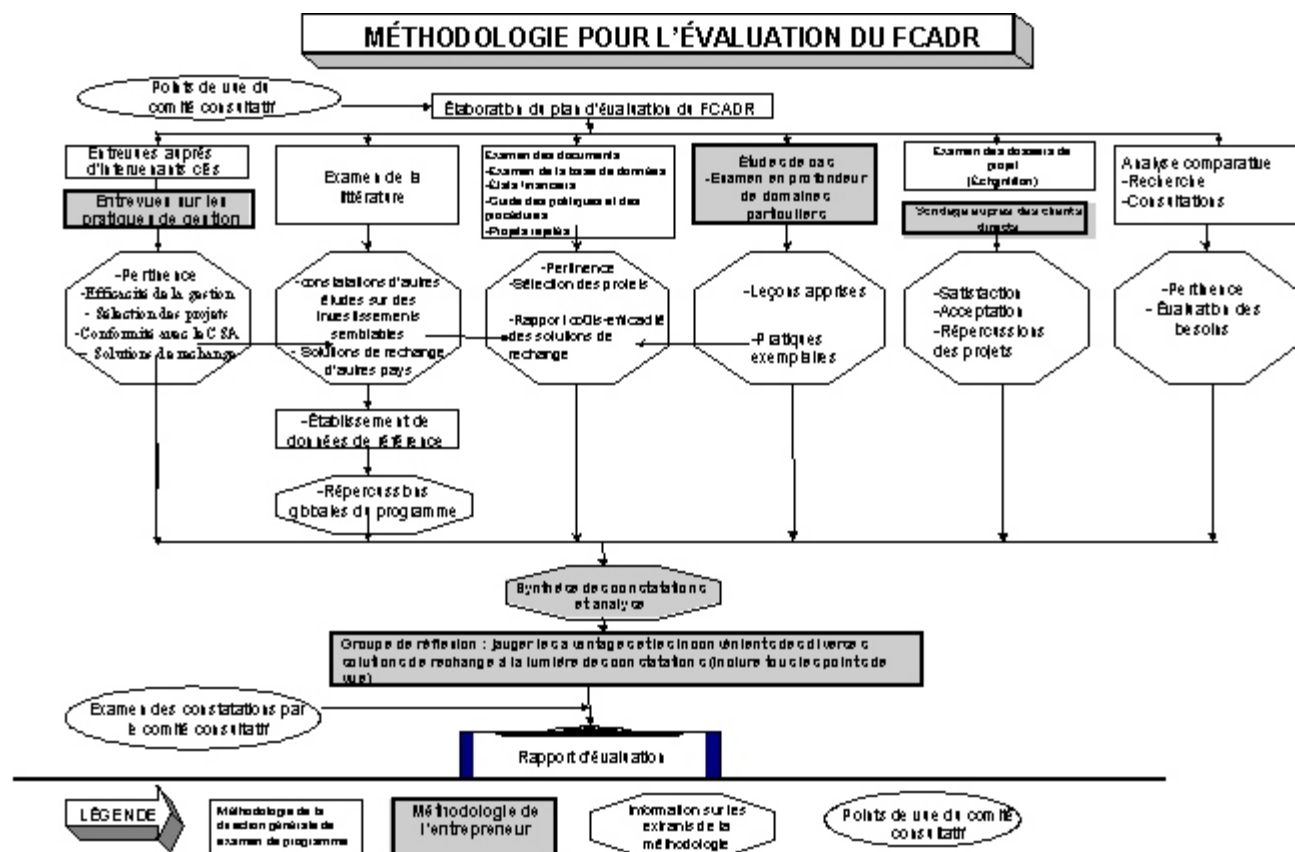 MÉTHODOLOGIE POUR L'ÉVALUATION DU FCADR
Points de vue du
comité consultatif
Élaboration du plan d'évaluation du FCADR
Entrevues auprès
d'intervenants clés
Entrevues sur les
pratiques de gestion
Examen de la
littérature
Examen des documents
-Examen de la base de données
-États financiers
-Guide des politiques et des
procédures
-Projets
Études de cas
-Examen en profondeur
de domaines
particuliers
Examen des dossiers de
projet
(Échantillon)
Sondage auprès des clients
directs
Analyse comparative
-Recherche
-Consultations
-Pertinence
-Efficacité de la gestion
- Sélection des projets
-Conformité avec la CSA
- Solutions de rechange
-constatations d'autres
études sur des
investissements
semblables
- Solutions de rechange
d'autres pays
-Pertinence
-Sélection des projets
-Rapport coûts-efficacité
des solutions de
rechange
-Leçons apprises
-Pratiques
exemplaires
-Satisfaction
-Acceptation
-Répercussions
des projets
-Pertinence
- Évaluation des
besoins
-Établissement de
données de référence
-Répercussions
globales du programme
Synthèse des constatations
et analyse
Groupe de réflexion : jauger les avantages et les inconvénients des diverses
solutions de rechange à la lumière des constatations (inclure tous les points de
vue)
Examen des constatations par
le comité consultatif
Rapport d'évaluation
LÉGENDE
Méthodologie de la
direction générale de
examen de programme
Méthodologie de
l'entrepreneur
Information sur les
extrants de la
méthodologie
Points de vue du comité
consultatif